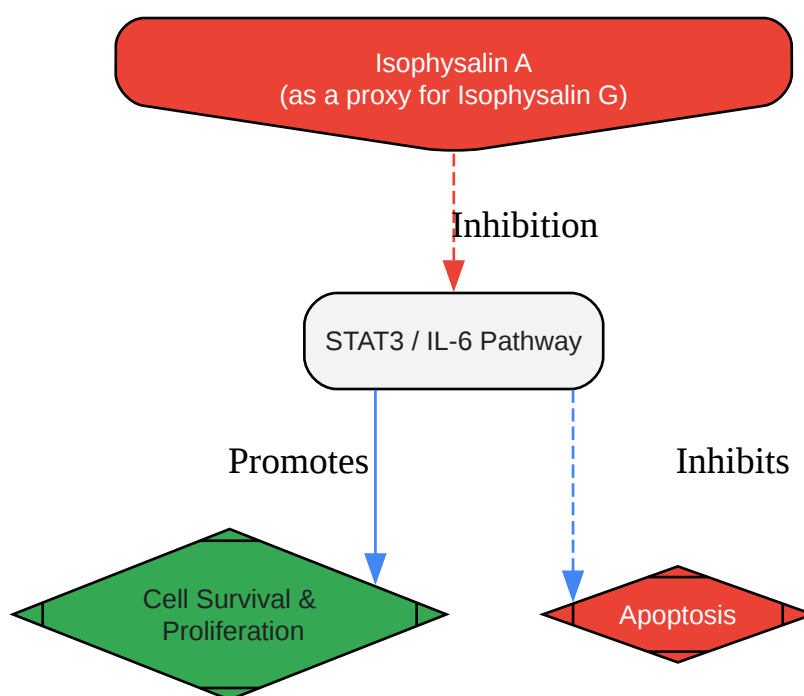 Isophysalin A
(as a proxy for Isophysalin G)
Inhibition
STAT3 / IL-6 Pathway
Promotes
Inhibits
Cell Survival &
Proliferation
Apoptosis